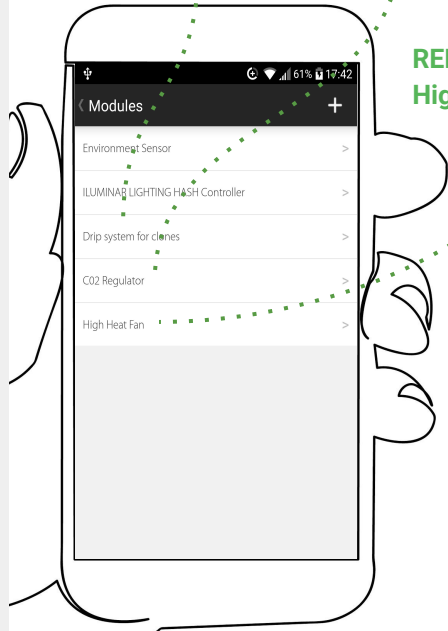 61% 17:42
Modules +
Environment Sensor >
ILUMINAR LIGHTING HASH Controller >
Drip system for clones >
C02 Regulator >
High Heat Fan >